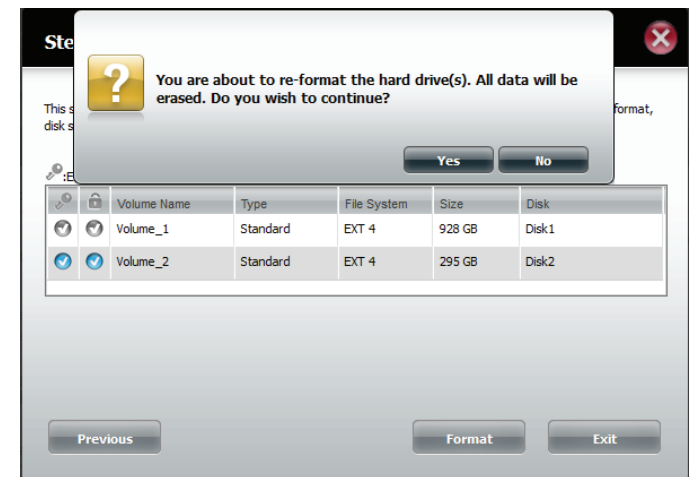 Ste
You are about to re-format the hard drive(s). All data will be
erased. Do you wish to continue?
This s
format,
disk s
Yes No
:E
Volume Name Type File System Size Disk
Volume_1 Standard EXT 4 928 GB Disk1
Volume_2 Standard EXT 4 295 GB Disk2
Previous Format Exit